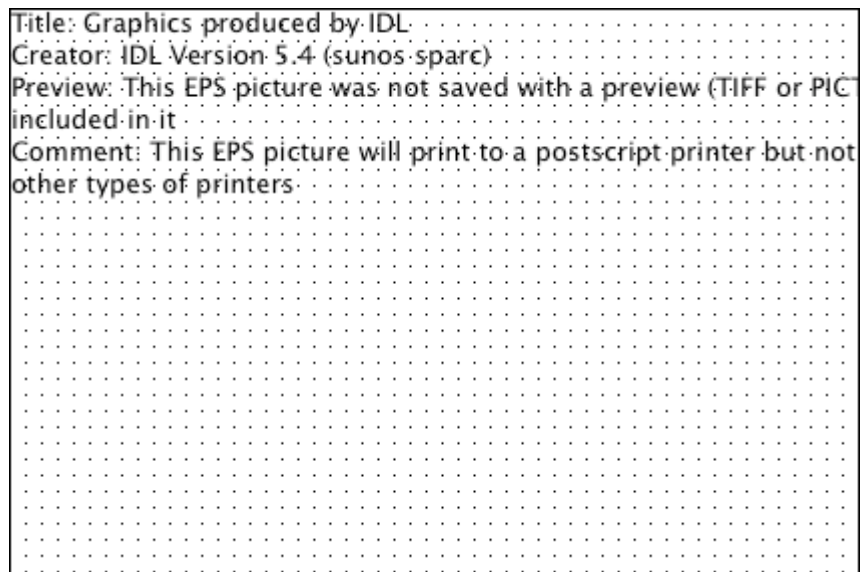 Title: Graphics produced by IDL
Creator: IDL Version 5.4 (sunos sparc)
Preview: This EPS picture was not saved with a preview (TIFF or PICT
included in it
Comment: This EPS picture will print to a postscript printer but not
other types of printers